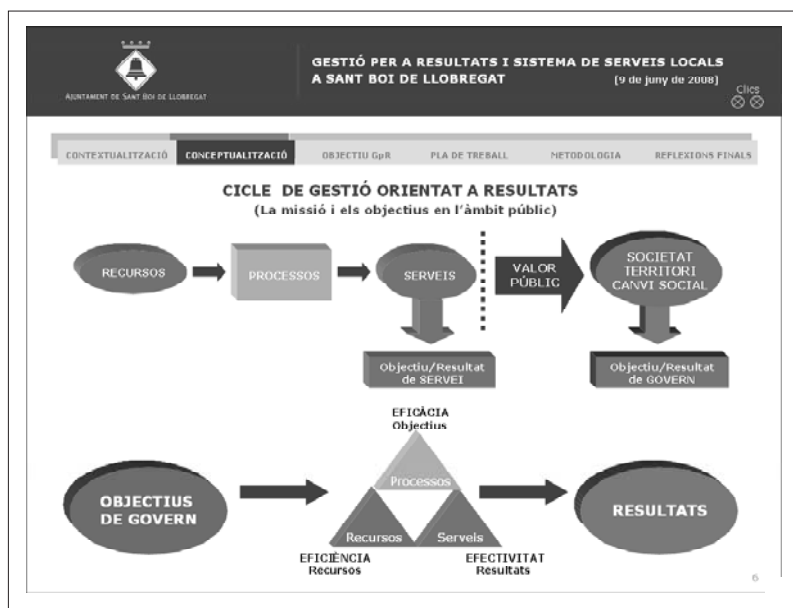 GESTIÓ PER A RESULTATS I SISTEMA DE SERVEIS LOCALS
A SANT BOI DE LLOBREGAT [9 de juny de 2008]
Clics
AJUNTAMENT DE SANT BOI DE LLOBREGAT
CONTEXTUALITZACIÓ CONCEPTUALITZACIÓ OBJECTIU GpR PLA DE TREBALL METODOLOGIA REFLEXIONS FINALS
CICLE DE GESTIÓ ORIENTAT A RESULTATS
(La missió i els objectius en l'àmbit públic)
RECURSOS
PROCESSOS
SERVEIS
VALOR
PÚBLIC
SOCIETAT
TERRITORI
CANVI SOCIAL
Objectiu/Resultat
de SERVEI
Objectiu/Resultat
de GOVERN
EFICÀCIA
Objectius
OBJECTIUS
DE GOVERN
Processos
Recursos
Serveis
RESULTATS
EFICIÈNCIA
Recursos
EFECTIVITAT
Resultats
6